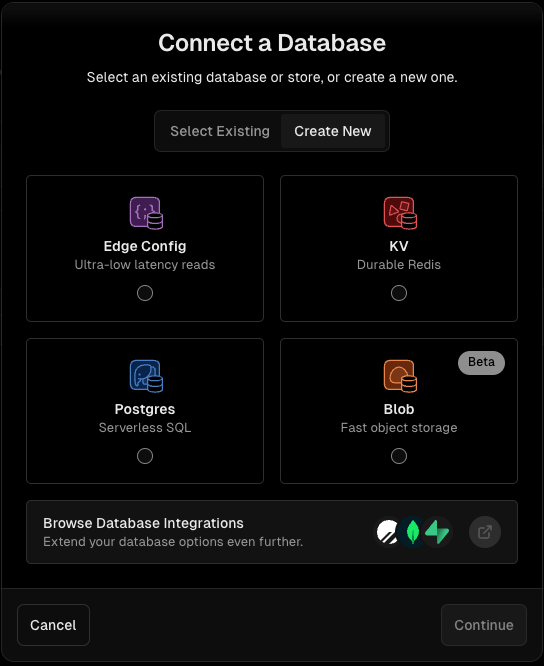 Connect a Database
Select an existing database or store, or create a new one.
Select Existing
Create New
Edge Config
Ultra-low latency reads
KV
Durable Redis
Postgres
Serverless SQL
Beta
Blob
Fast object storage
Browse Database Integrations
Extend your database options even further.
Cancel
Continue